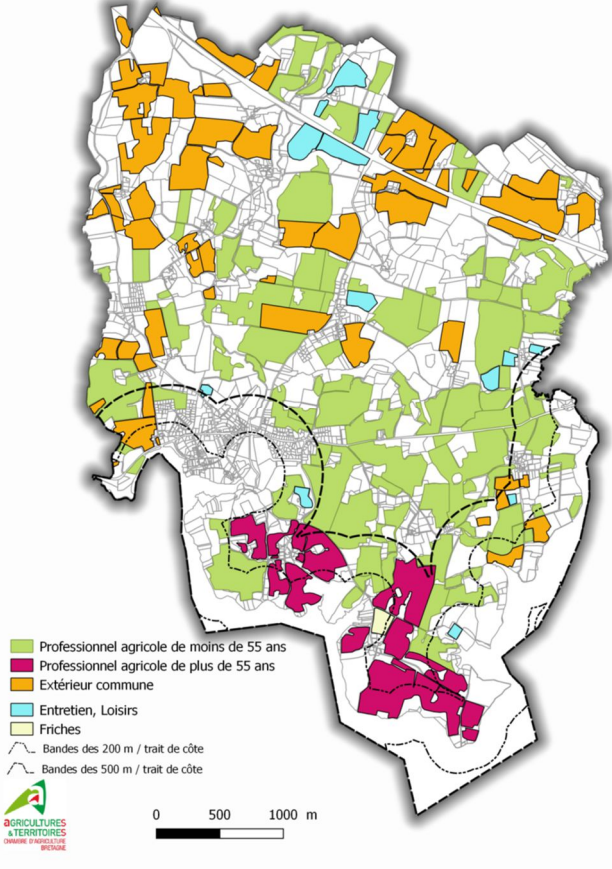 Professionnel agricole de moins de 55 ans
Professionnel agricole de plus de 55 ans
Extérieur commune
Entretien, Loisirs
Friches
Bandes des 200 m / trait de côte
Bandes des 500 m / trait de côte
AGRICULTURES
& TERRITOIRES
CHAMBRE D'AGRICULTURE
BRETAGNE
0 500 1000 m